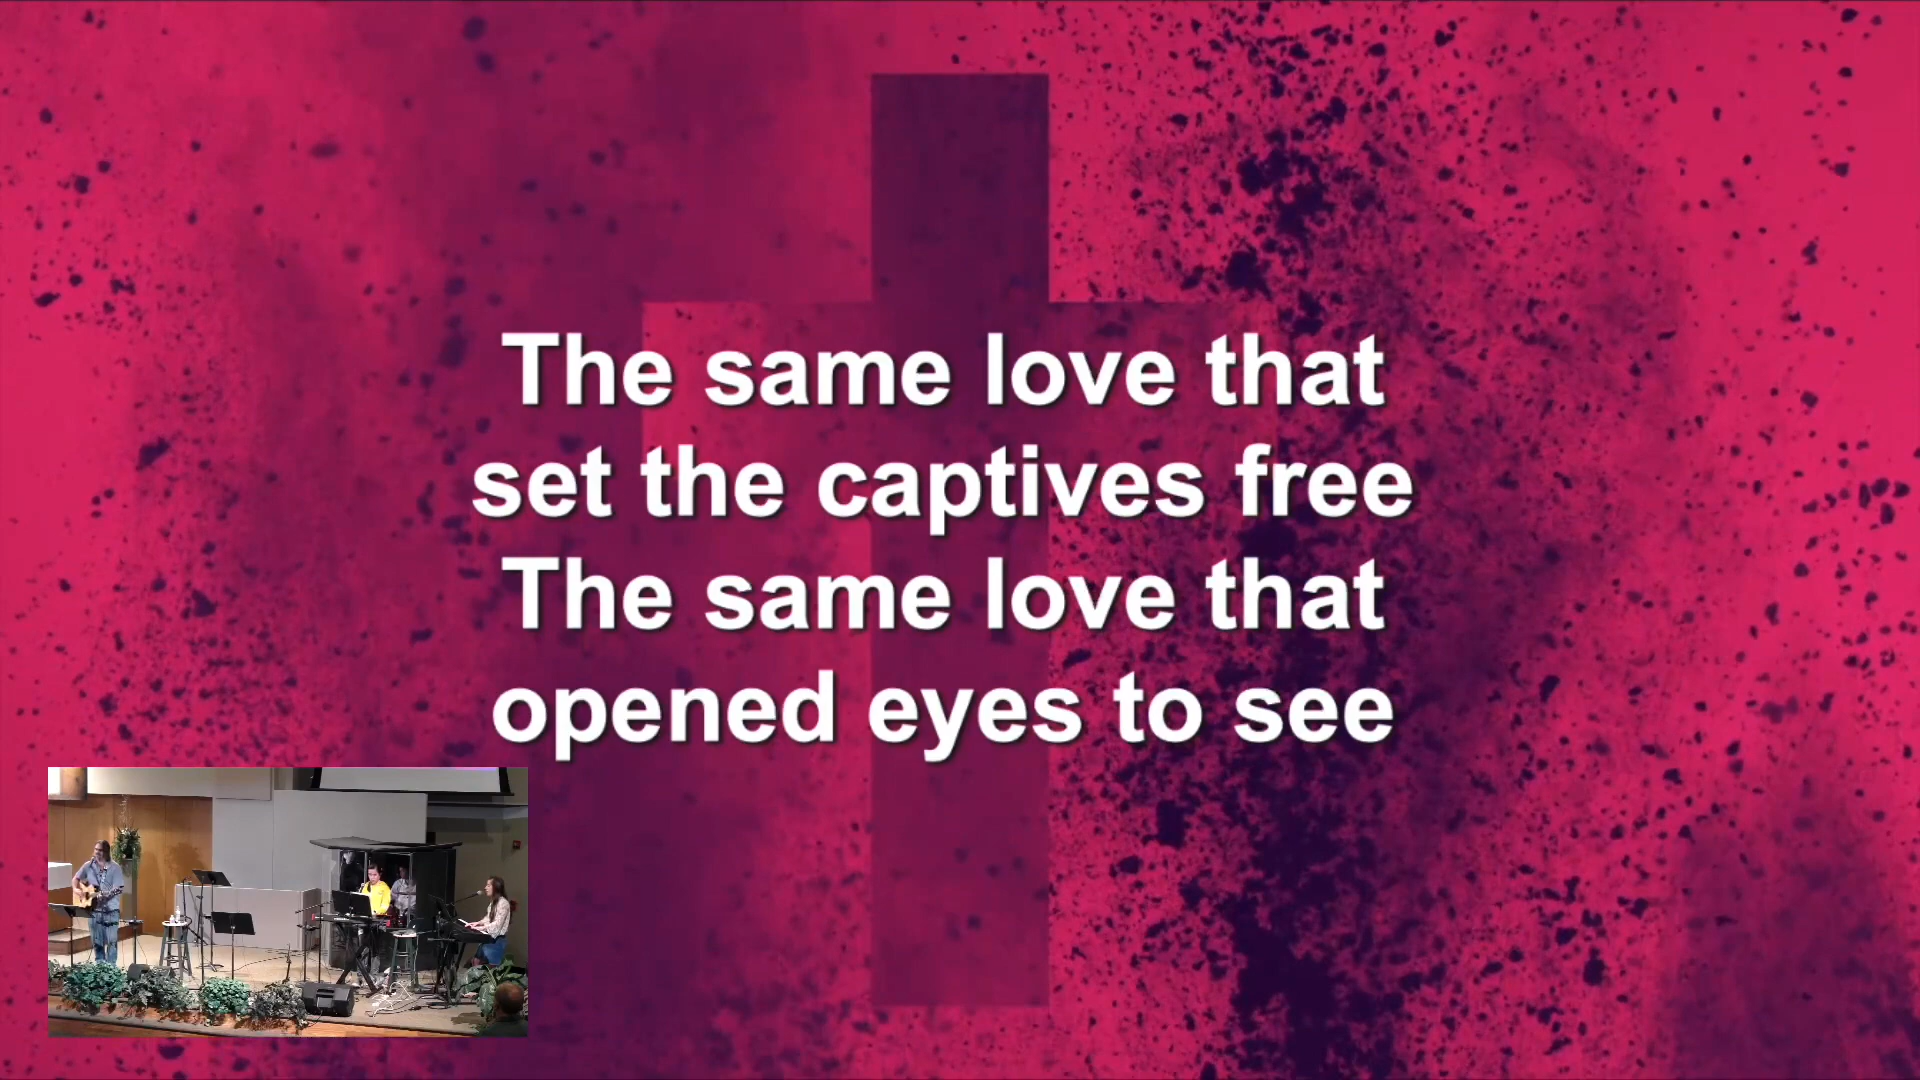 The same love that
set the captives free
The same love that
opened eyes to see